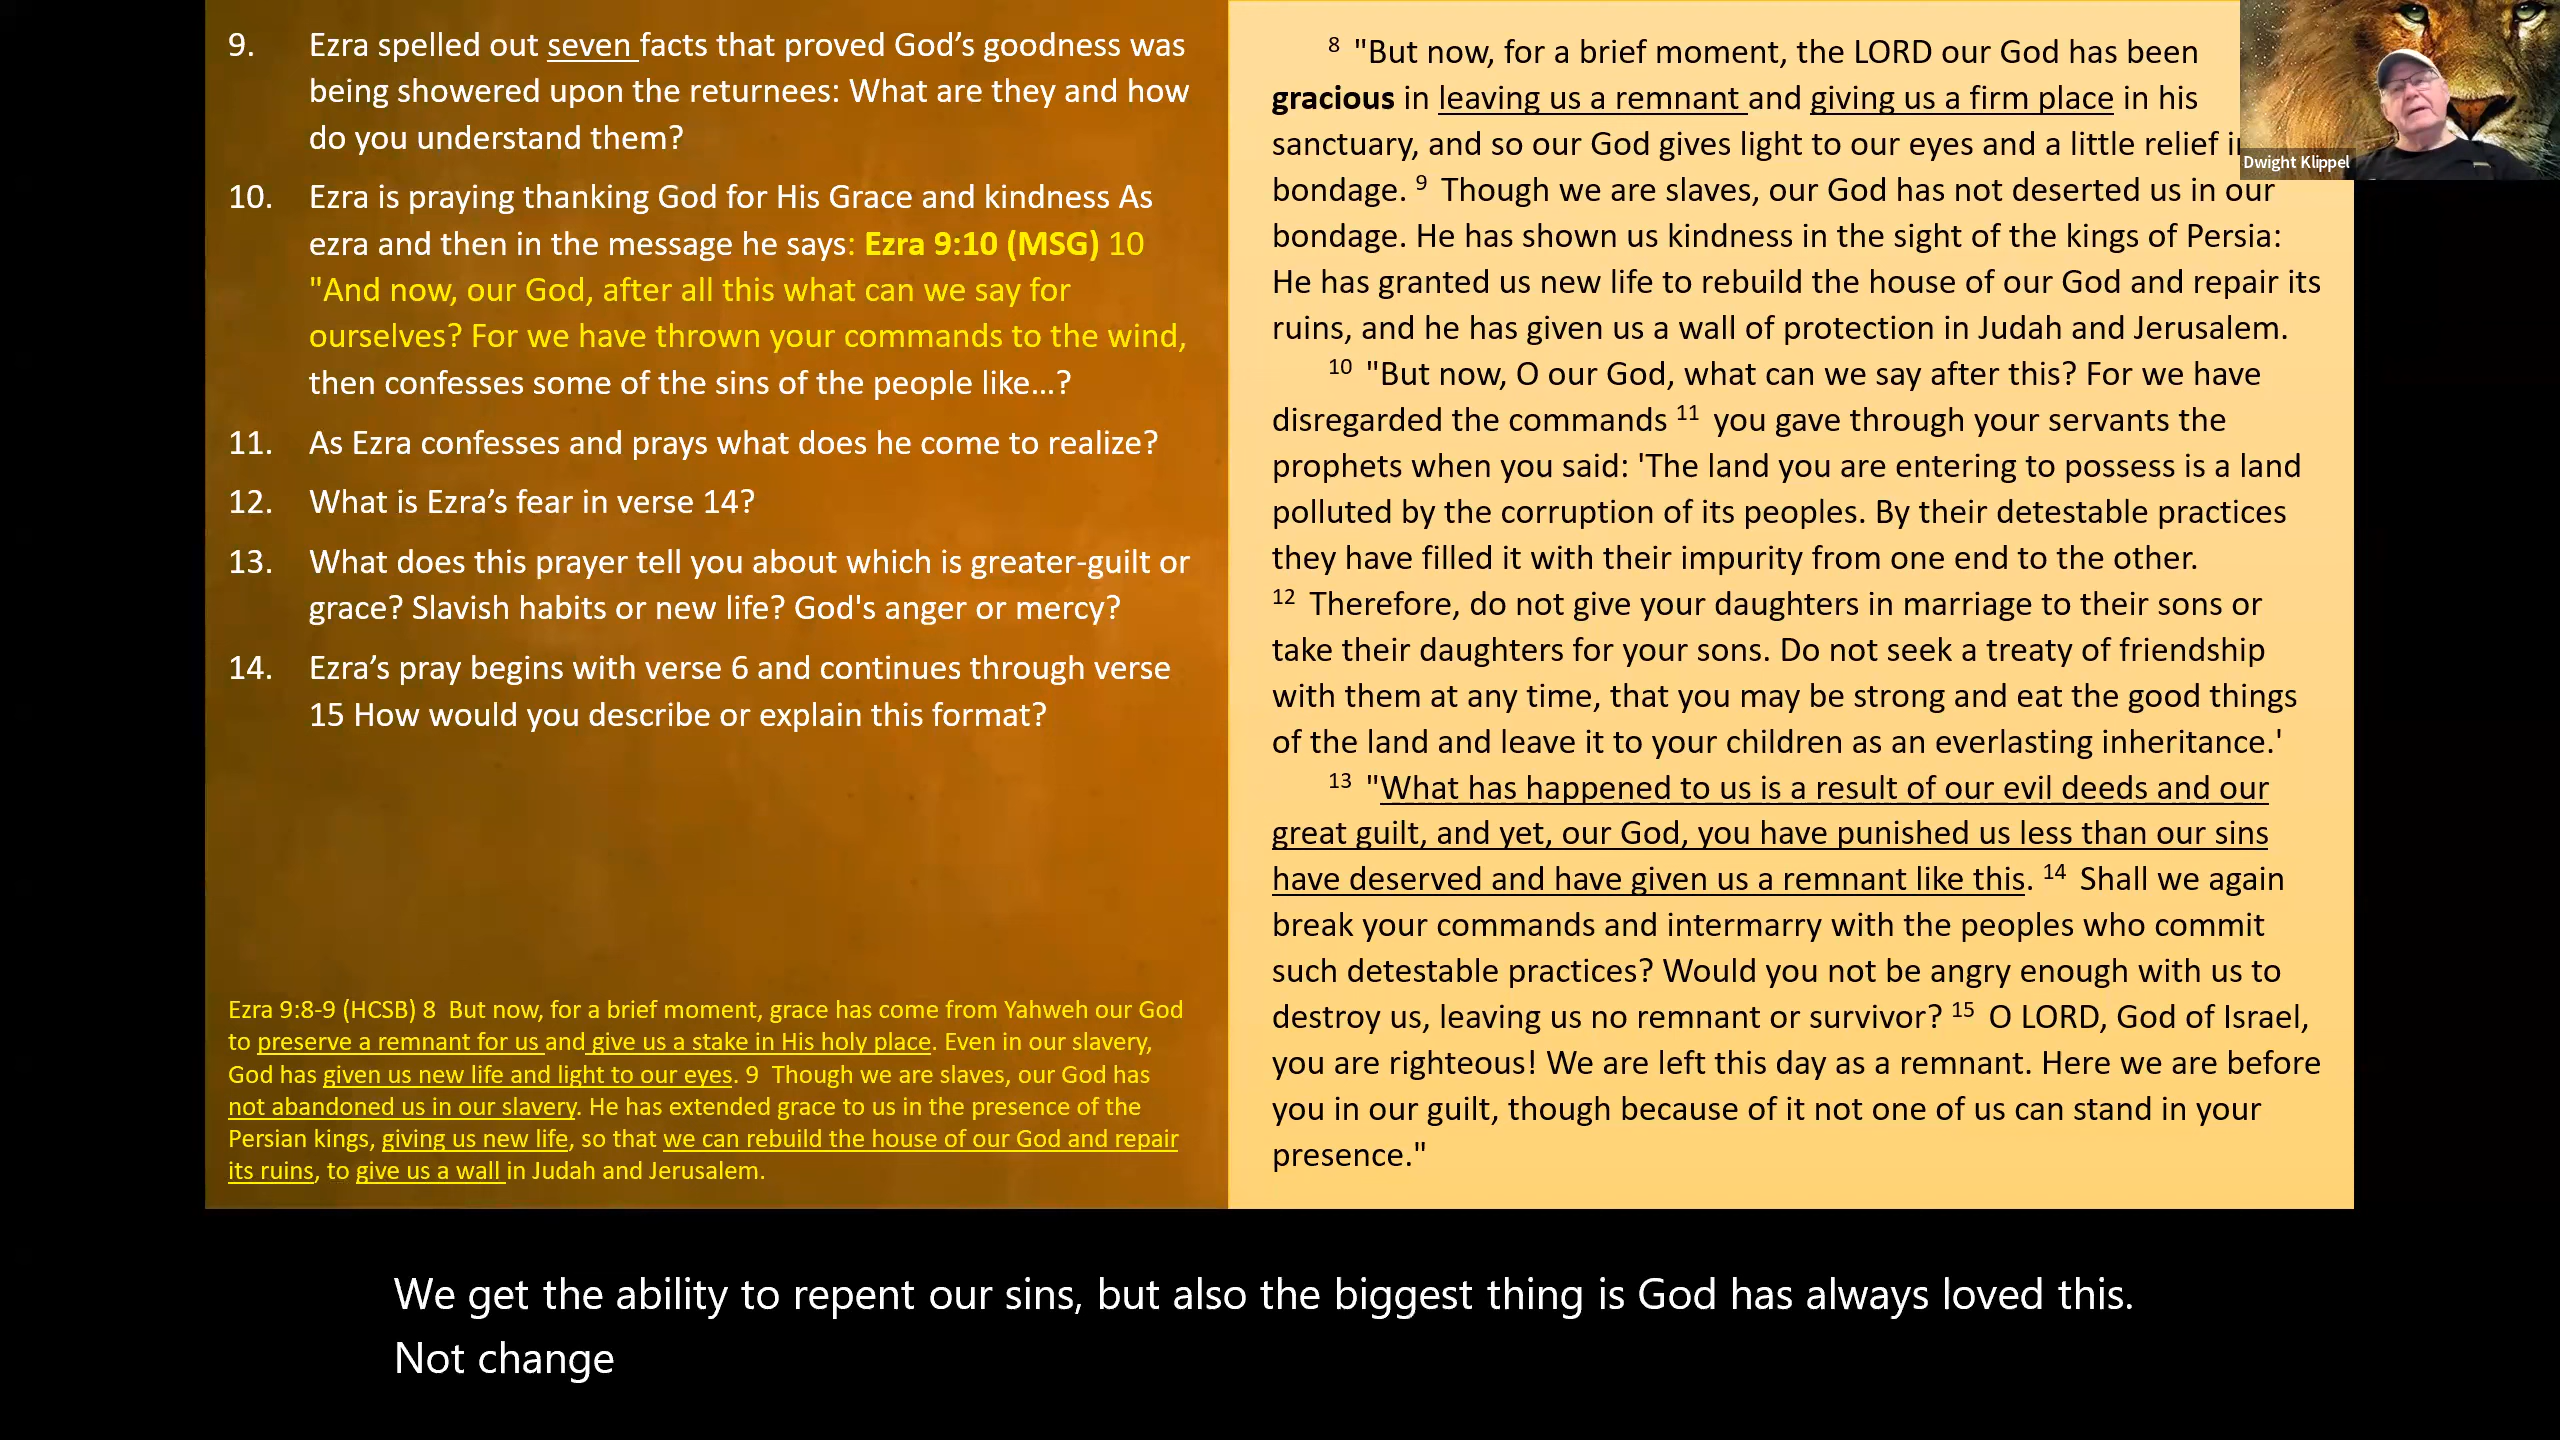 9. Ezra spelled out seven facts that proved God’s goodness was
being showered upon the returnees: What are they and how
do you understand them?
10. Ezra is praying thanking God for His Grace and kindness As
ezra and then in the message he says: Ezra 9:10 (MSG) 10
"And now, our God, after all this what can we say for
ourselves? For we have thrown your commands to the wind,
then confesses some of the sins of the people like...?
11. As Ezra confesses and prays what does he come to realize?
12. What is Ezra’s fear in verse 14?
13. What does this prayer tell you about which is greater-guilt or
grace? Slavish habits or new life? God's anger or mercy?
14. Ezra’s pray begins with verse 6 and continues through verse
15 How would you describe or explain this format?
Ezra 9:8-9 (HCSB) 8 But now, for a brief moment, grace has come from Yahweh our God
to preserve a remnant for us and give us a stake in His holy place. Even in our slavery,
God has given us new life and light to our eyes. 9 Though we are slaves, our God has
not abandoned us in our slavery. He has extended grace to us in the presence of the
Persian kings, giving us new life, so that we can rebuild the house of our God and repair
its ruins, to give us a wall in Judah and Jerusalem.
8 "But now, for a brief moment, the LORD our God has been
gracious in leaving us a remnant and giving us a firm place in his
sanctuary, and so our God gives light to our eyes and a little relief
bondage. 9 Though we are slaves, our God has not deserted us in our
bondage. He has shown us kindness in the sight of the kings of Persia:
He has granted us new life to rebuild the house of our God and repair its
ruins, and he has given us a wall of protection in Judah and Jerusalem.
10 "But now, O our God, what can we say after this? For we have
disregarded the commands 11 you gave through your servants the
prophets when you said: 'The land you are entering to possess is a land
polluted by the corruption of its peoples. By their detestable practices
they have filled it with their impurity from one end to the other.
12 Therefore, do not give your daughters in marriage to their sons or
take their daughters for your sons. Do not seek a treaty of friendship
with them at any time, that you may be strong and eat the good things
of the land and leave it to your children as an everlasting inheritance.'
13 "What has happened to us is a result of our evil deeds and our
great guilt, and yet, our God, you have punished us less than our sins
have deserved and have given us a remnant like this. 14 Shall we again
break your commands and intermarry with the peoples who commit
such detestable practices? Would you not be angry enough with us to
destroy us, leaving us no remnant or survivor? 15 O LORD, God of Israel,
you are righteous! We are left this day as a remnant. Here we are before
you in our guilt, though because of it not one of us can stand in your
presence."
Dwight Klippel
We get the ability to repent our sins, but also the biggest thing is God has always loved this.
Not change